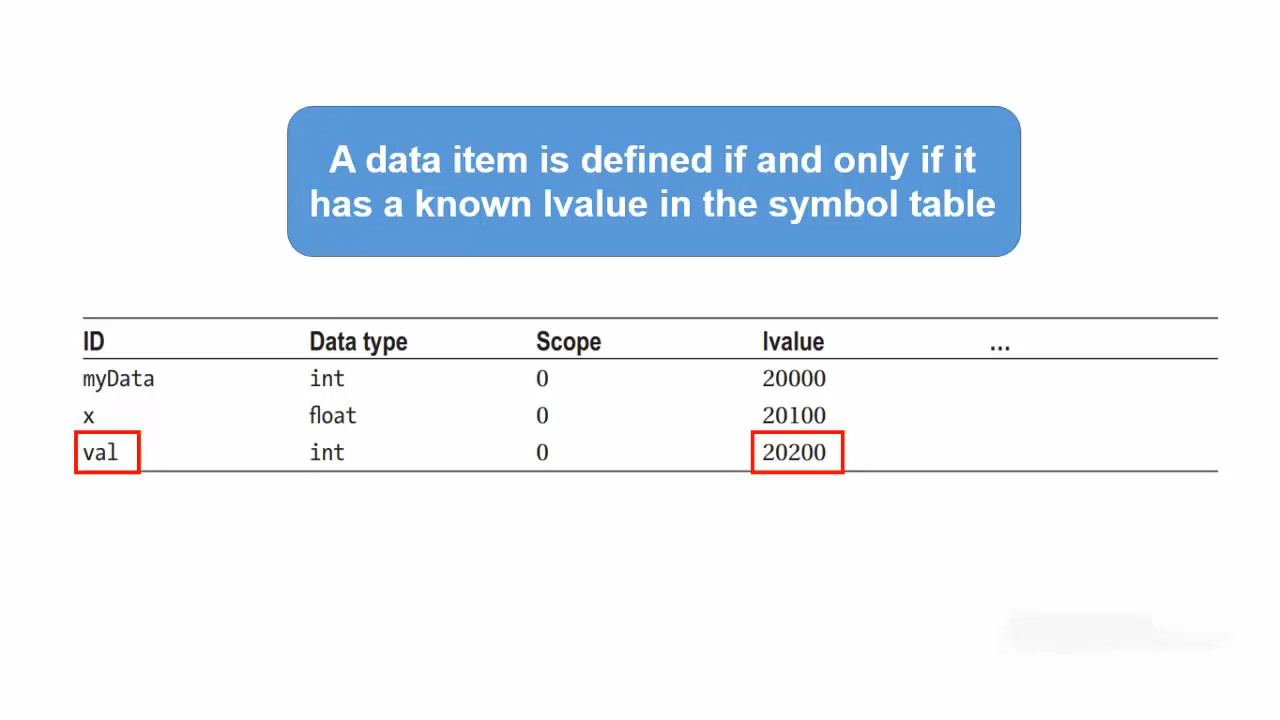 A data item is defined if and only if it
has a known lvalue in the symbol table
ID Data type Scope lvalue ...
myData int 0 20000
x float 0 20100
val int 0 20200